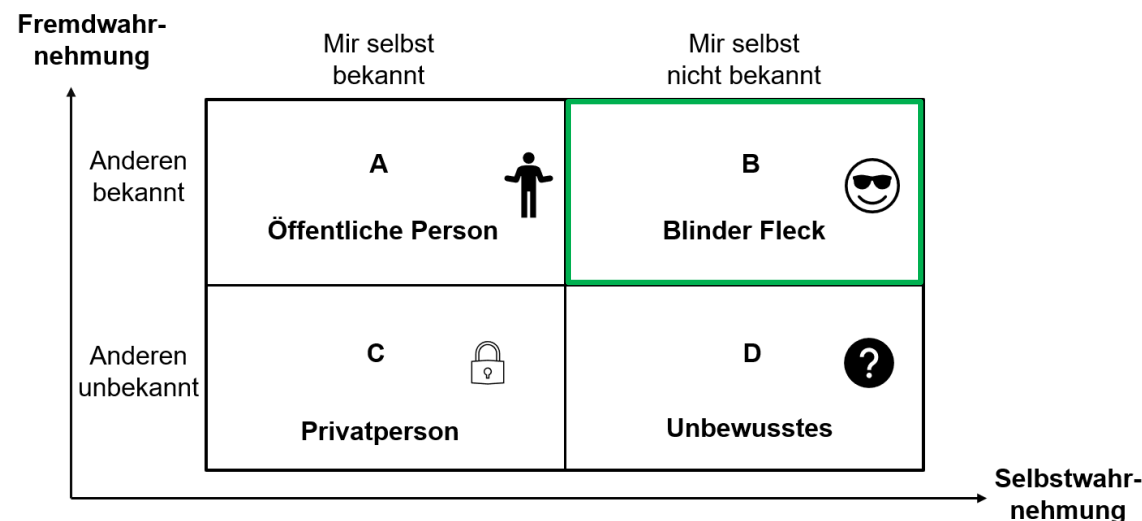 Fremdwahr-
nehmung
Mir selbst
bekannt
Mir selbst
nicht bekannt
Anderen
bekannt
A
Öffentliche Person
B
Blinder Fleck
Anderen
unbekannt
C
Privatperson
D
?
Unbewusstes
Selbstwahr-
nehmung